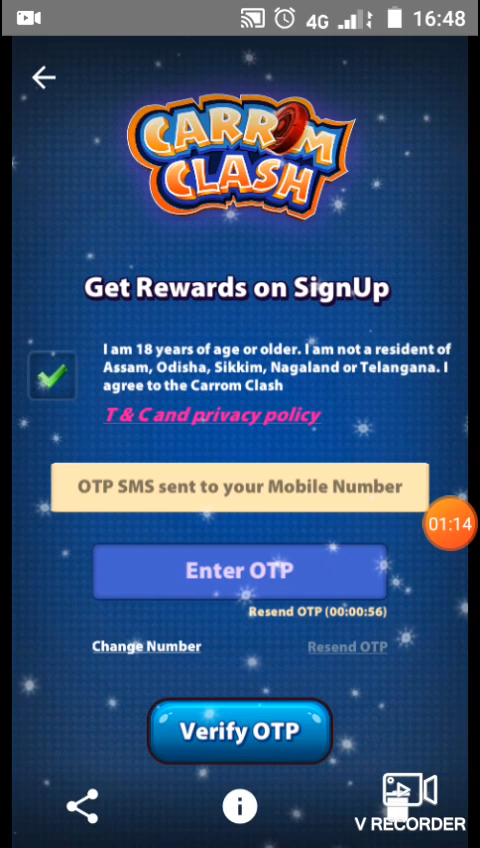 4G 16:48
CARROM
CLASH
Get Rewards on SignUp
I am 18 years of age or older. I am not a resident of
Assam, Odisha, Sikkim, Nagaland or Telangana. I
agree to the Carrom Clash
T & C and privacy policy
OTP SMS sent to your Mobile Number
01:14
Enter OTP
Resend OTP (00:00:56)
Change Number Resend OTP
Verify OTP
V RECORDER